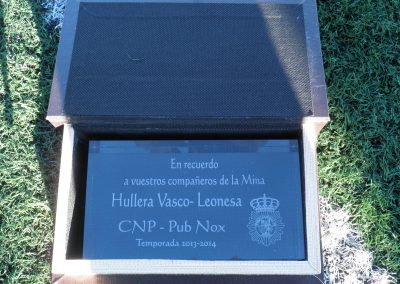 En recuerdo
a vuestros compañeros de la Mina
Hullera Vasco- Leonesa
CNP - Pub Nox
Temporada 2013-2014